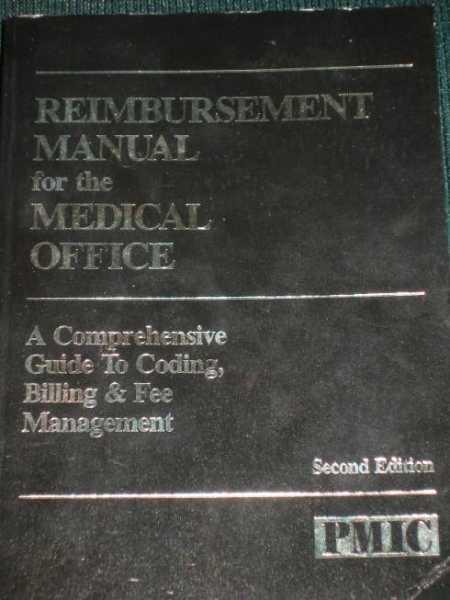 REIMBURSEMENT
MANUAL
for the
MEDICAL
OFFICE
A Comprehensive
Guide To Coding,
Billing & Fee
Management
Second Edition
PMIC